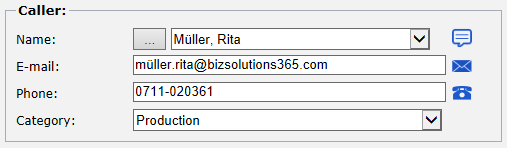 Caller:
Name: ... Müller, Rita
E-mail: müller.rita@bizsolutions365.com
Phone: 0711-020361
Category: Production